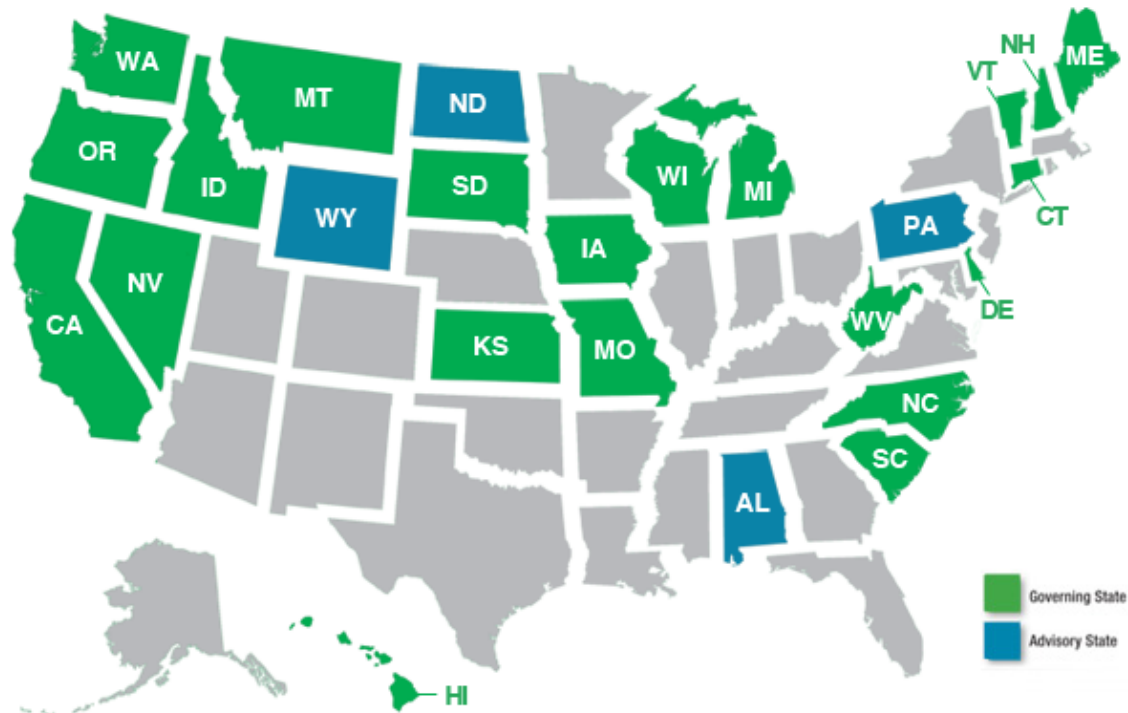 WA
MT
ND
OR
ID
SD
WY
WI
MI
NH
VT
ME
CT
PA
IA
NV
CA
KS
MO
WV
DE
NC
SC
AL
HI
Governing State
Advisory State